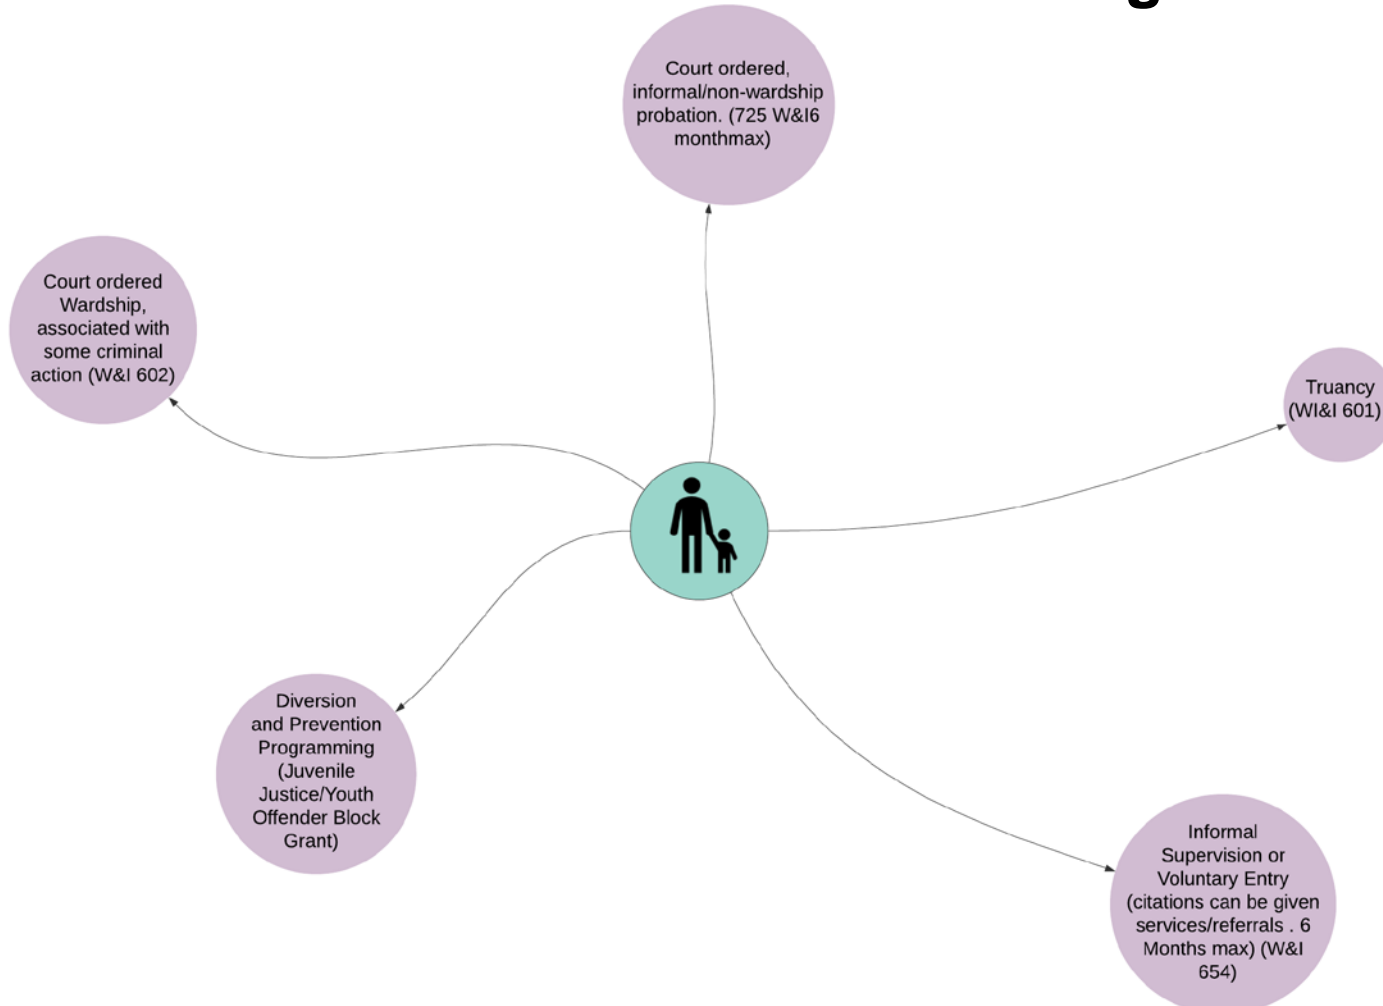 Court ordered,
informal/non-wardship
probation. (725 W&I6
monthmax)
Court ordered
Wardship,
associated with
some criminal
action (W&I 602)
Truancy
(WI&I 601)
Diversion
and Prevention
Programming
(Juvenile
Justice/Youth
Offender Block
Grant)
Informal
Supervision or
Voluntary Entry
(citations can be given
services/referrals . 6
Months max) (W&I
654)